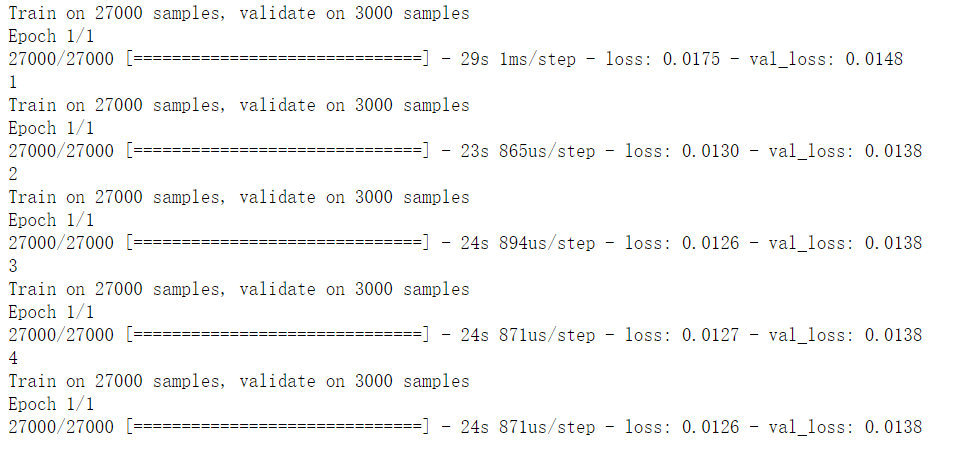 Train on 27000 samples, validate on 3000 samples
Epoch 1/1
27000/27000 [==============================] - 29s 1ms/step - loss: 0.0175 - val_loss: 0.0148
1
Train on 27000 samples, validate on 3000 samples
Epoch 1/1
27000/27000 [==============================] - 23s 865us/step - loss: 0.0130 - val_loss: 0.0138
2
Train on 27000 samples, validate on 3000 samples
Epoch 1/1
27000/27000 [==============================] - 24s 894us/step - loss: 0.0126 - val_loss: 0.0138
3
Train on 27000 samples, validate on 3000 samples
Epoch 1/1
27000/27000 [==============================] - 24s 871us/step - loss: 0.0127 - val_loss: 0.0138
4
Train on 27000 samples, validate on 3000 samples
Epoch 1/1
27000/27000 [==============================] - 24s 871us/step - loss: 0.0126 - val_loss: 0.0138